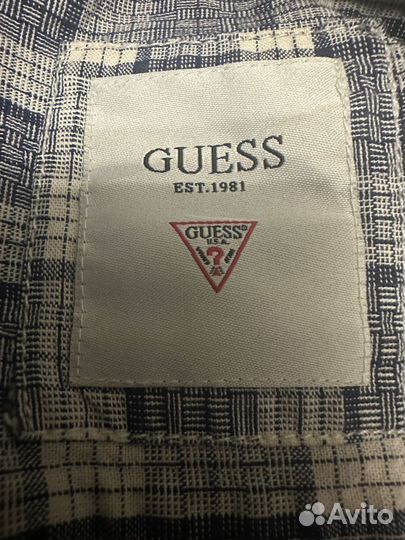 GUESS
EST.1981
GUESS®
U.S.A.
?
Avito